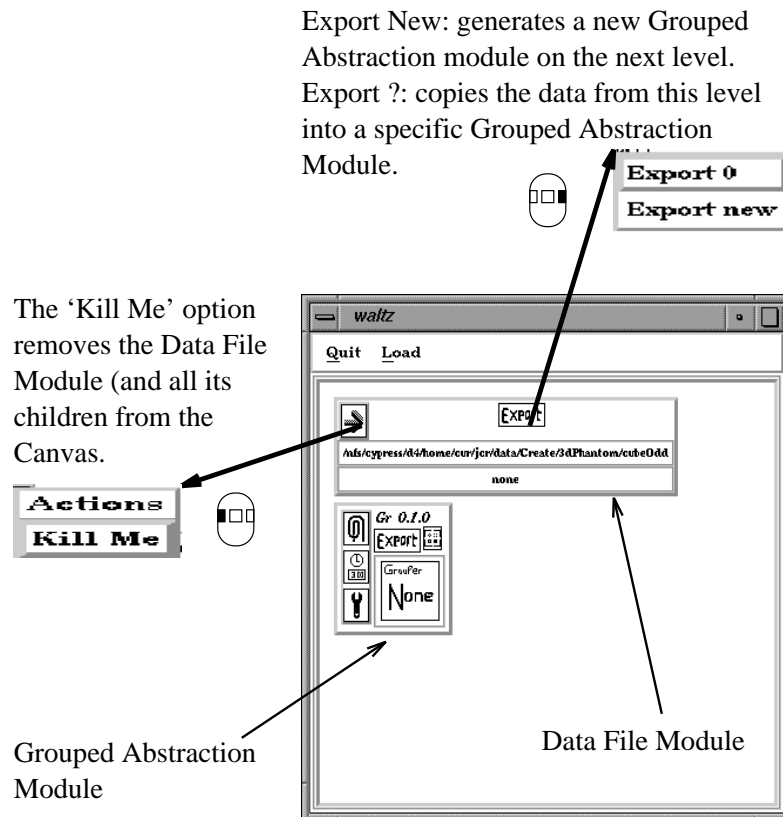 Export New: generates a new Grouped
Abstraction module on the next level.
Export ?: copies the data from this level
into a specific Grouped Abstraction
Module.
Export 0
Export new
The ‘Kill Me’ option
removes the Data File
Module (and all its
children from the
Canvas.
Actions
Kill Me
waltz
Quit Load
Export
/nfs/cypress/d4/home/cur/jcr/data/Create/3dPhantom/cubeOdd
none
Gr 0.1.0
Export
Grouper
None
Grouped Abstraction
Module
Data File Module